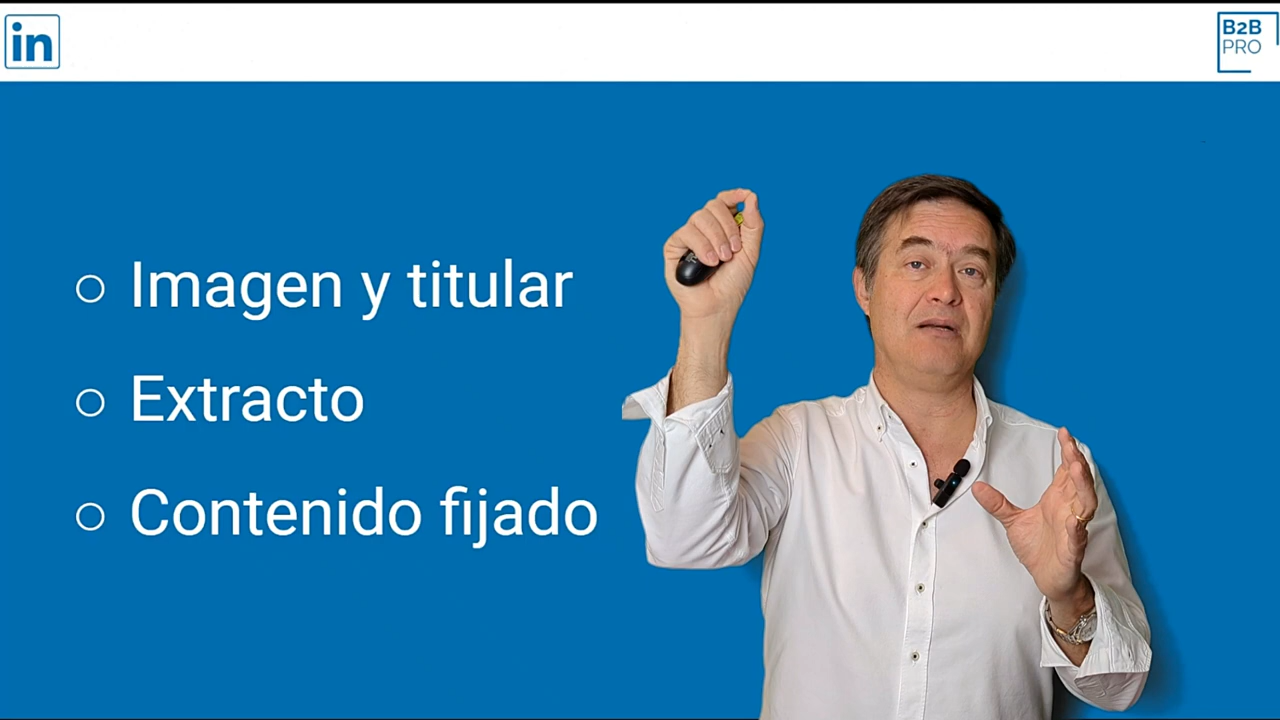 in
B2B
PRO
Imagen y titular
Extracto
Contenido fijado